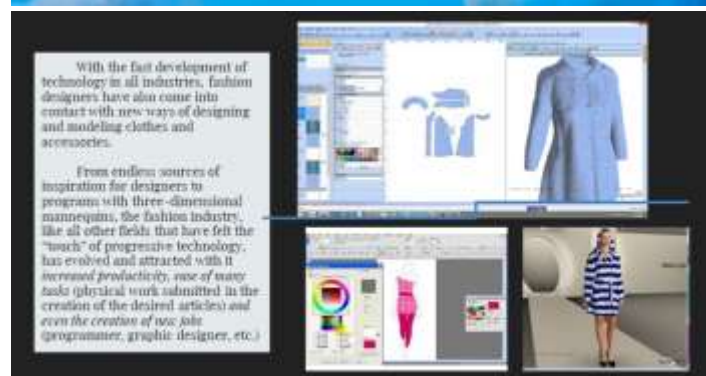 With the fast development of
technology in all industries, fashion
designers have also come into
contact with new ways of designing
and modeling clothes and
accessories.
From endless sources of
inspiration for designers to
programs with three-dimensional
mannequins, the fashion industry,
like all other fields that have felt the
"touch" of progressive technology,
has evolved and attracted with it
increased productivity, ease of many
tasks (physical work submitted in the
creation of the desired articles) and
even the creation of new jobs
(programmer, graphic designer, etc.)